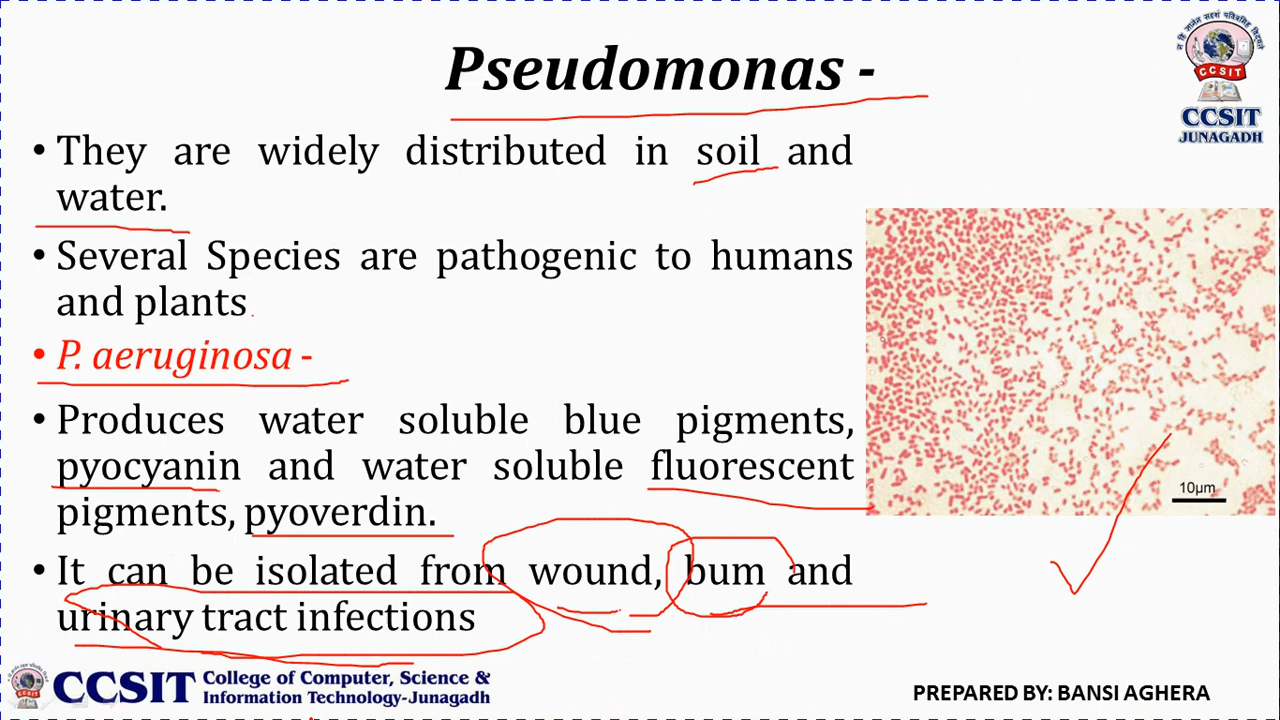 Pseudomonas -
CCSIT
CCSIT
JUNAGADH
• They are widely distributed in soil and
water.
• Several Species are pathogenic to humans
and plants.
• P. aeruginosa -
• Produces water soluble blue pigments,
pyocyanin and water soluble fluorescent
pigments, pyoverdin.
10µm
• It can be isolated from wound, bum and
urinary tract infections
CCSIT College of Computer, Science &
Information Technology-Junagadh
PREPARED BY: BANSI AGHERA